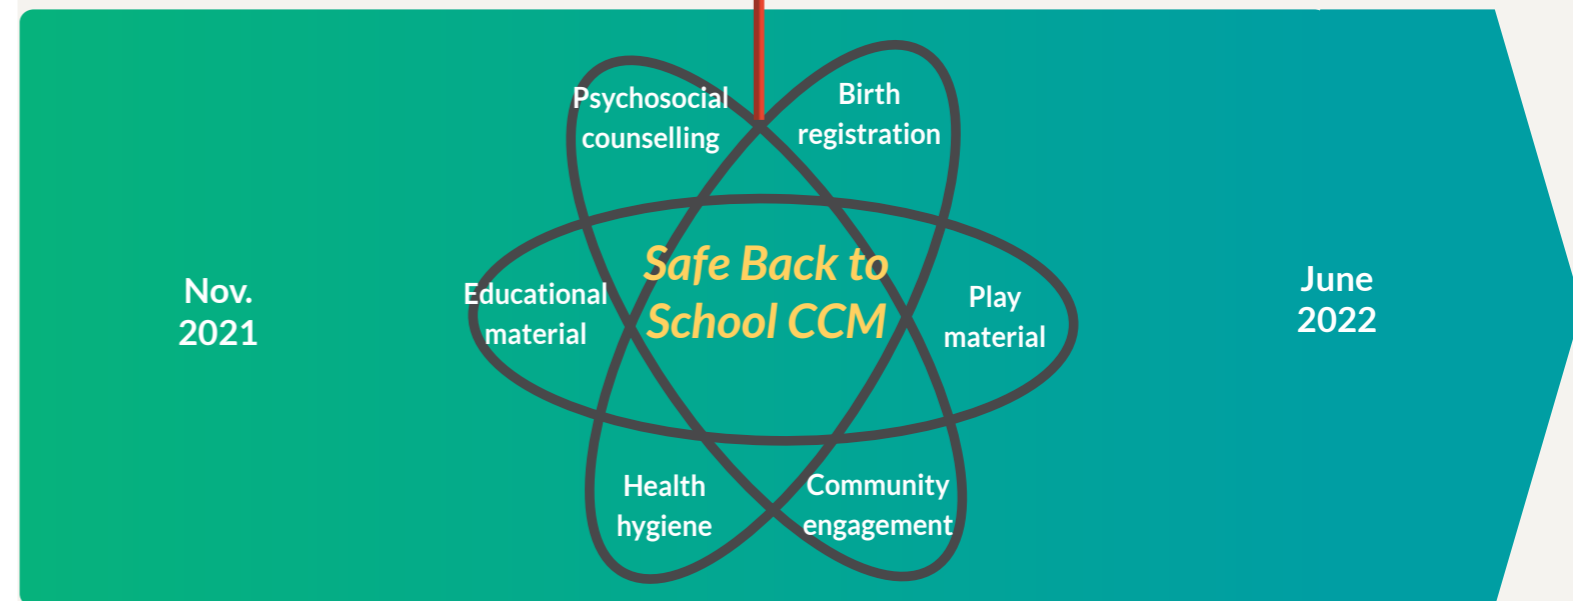 Psychosocial
counselling
Birth
registration
Nov.
2021
Educational
material
Safe Back to
School CCM
Play
material
June
2022
Health
hygiene
Community
engagement